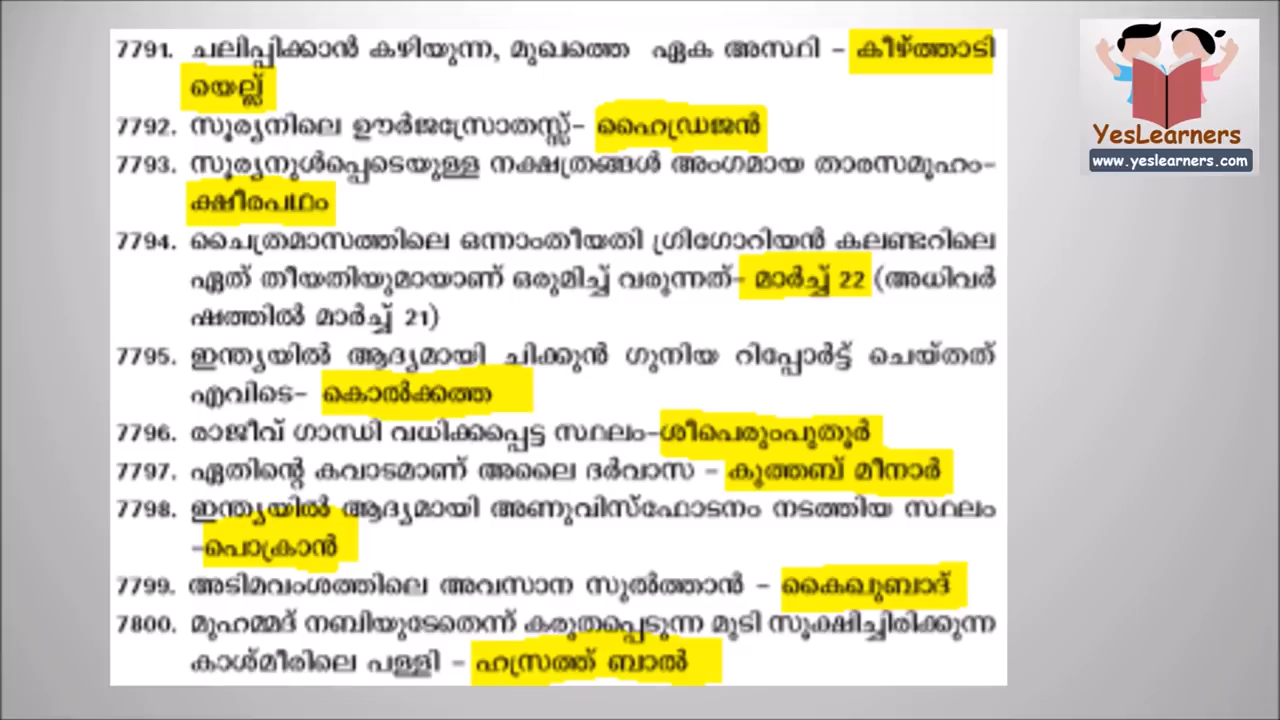 7791. ചലിപ്പിക്കാൻ കഴിയുന്ന, മുഖത്തെ ഏക അസ്ഥി - കീഴ്ത്താടി
യെല്ല്
7792. സൂര്യനിലെ ഊർജസ്രോതസ്സ്- ഹൈഡ്രജൻ
7793. സൂര്യനുൾപ്പെടെയുള്ള നക്ഷത്രങ്ങൾ അംഗമായ താരസമൂഹം-
ക്ഷീരപഥം
7794. ചൈത്രമാസത്തിലെ ഒന്നാംതീയതി ഗ്രിഗോറിയൻ കലണ്ടറിലെ
ഏത് തീയതിയുമായാണ് ഒരുമിച്ച് വരുന്നത്- മാർച്ച് 22 (അധിവർ
ഷത്തിൽ മാർച്ച് 21)
7795. ഇന്ത്യയിൽ ആദ്യമായി ചിക്കുൻ ഗുനിയ റിപ്പോർട്ട് ചെയ്തത്
എവിടെ- കൊൽക്കത്ത
7796. രാജീവ് ഗാന്ധി വധിക്കപ്പെട്ട സ്ഥലം-ശ്രീപെരുംപുതൂർ
7797. ഏതിന്റെ കവാടമാണ് അലൈ ദർവാസ - കുത്തബ് മീനാർ
7798. ഇന്ത്യയിൽ ആദ്യമായി അണുവിസ്ഫോടനം നടത്തിയ സ്ഥലം
-പൊക്രാൻ
7799. അടിമവംശത്തിലെ അവസാന സുൽത്താൻ - കൈഖുബാദ്
7800. മുഹമ്മദ് നബിയുടേതെന്ന് കരുതപ്പെടുന്ന മുടി സൂക്ഷിച്ചിരിക്കുന്ന
കാശ്മീരിലെ പള്ളി - ഹസ്രത്ത് ബാൽ
YesLearners
www.yeslearners.com